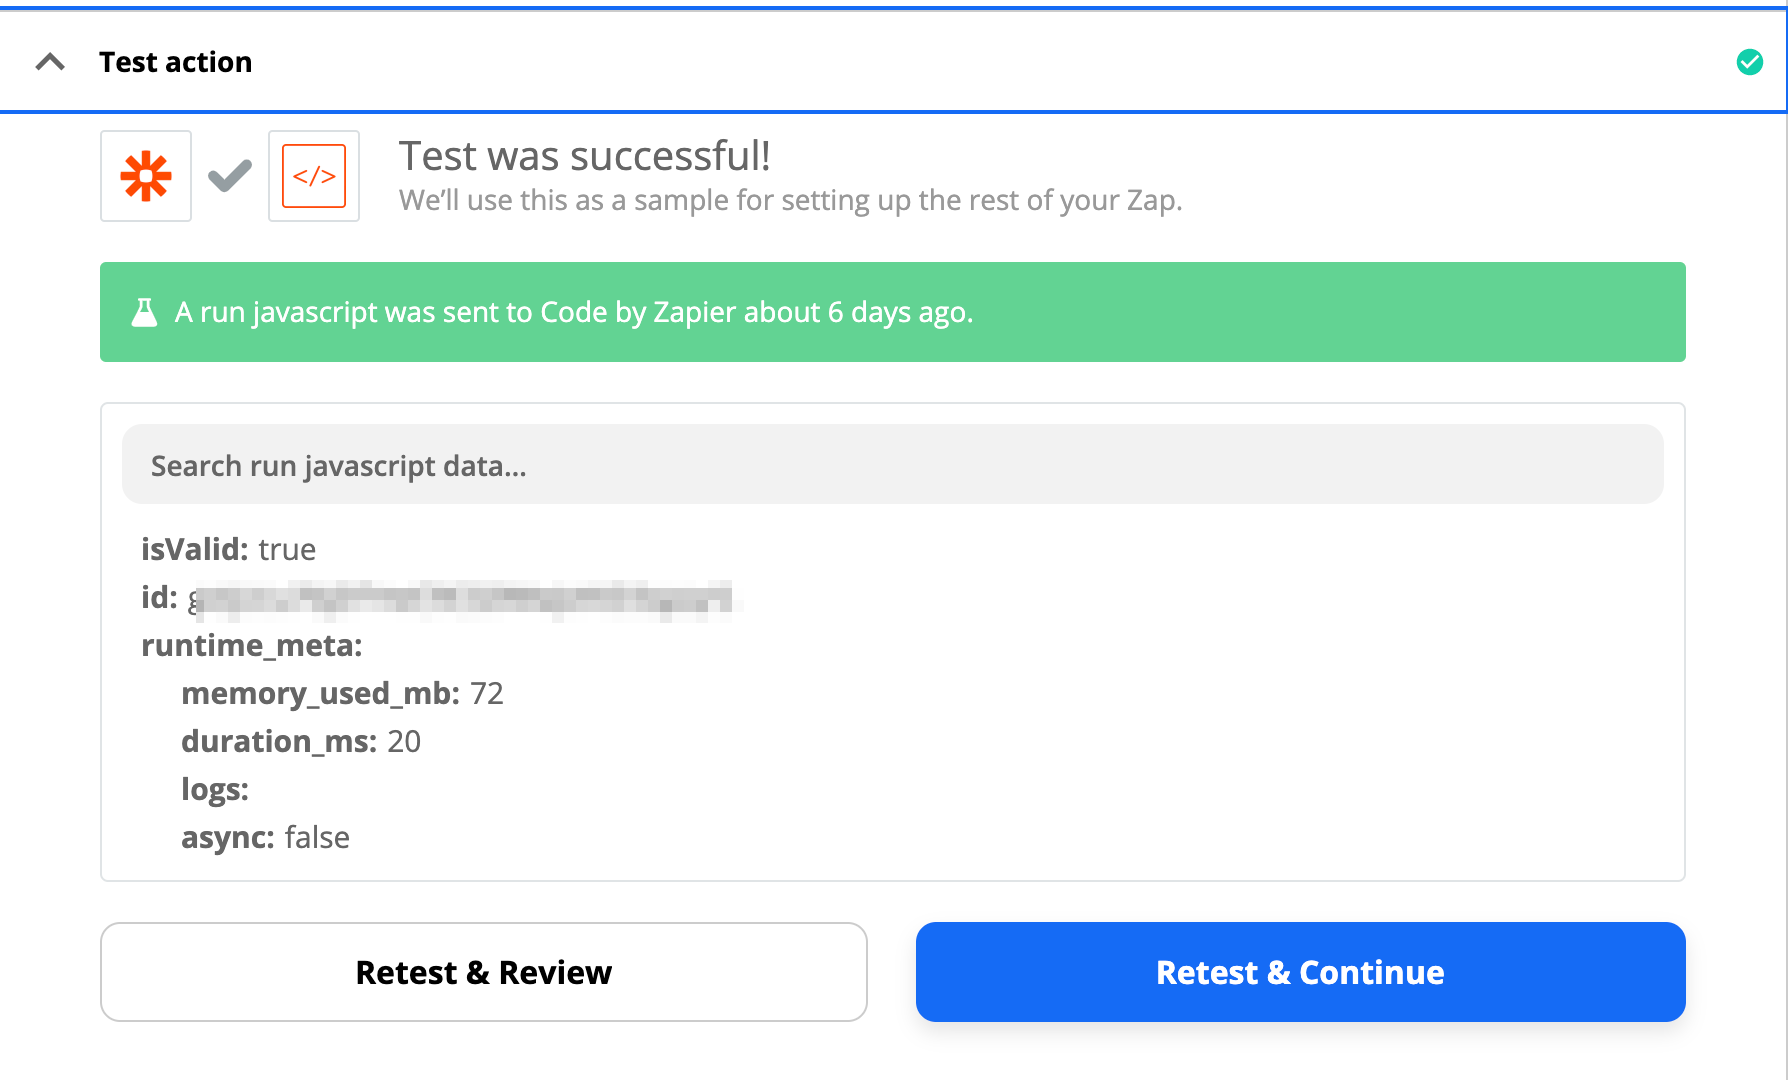 Test action
</>
Test was successful!
We’ll use this as a sample for setting up the rest of your Zap.
A run javascript was sent to Code by Zapier about 6 days ago.
Search run javascript data...
isValid: true
id:
runtime_meta:
memory_used_mb: 72
duration_ms: 20
logs:
async: false
Retest & Review
Retest & Continue